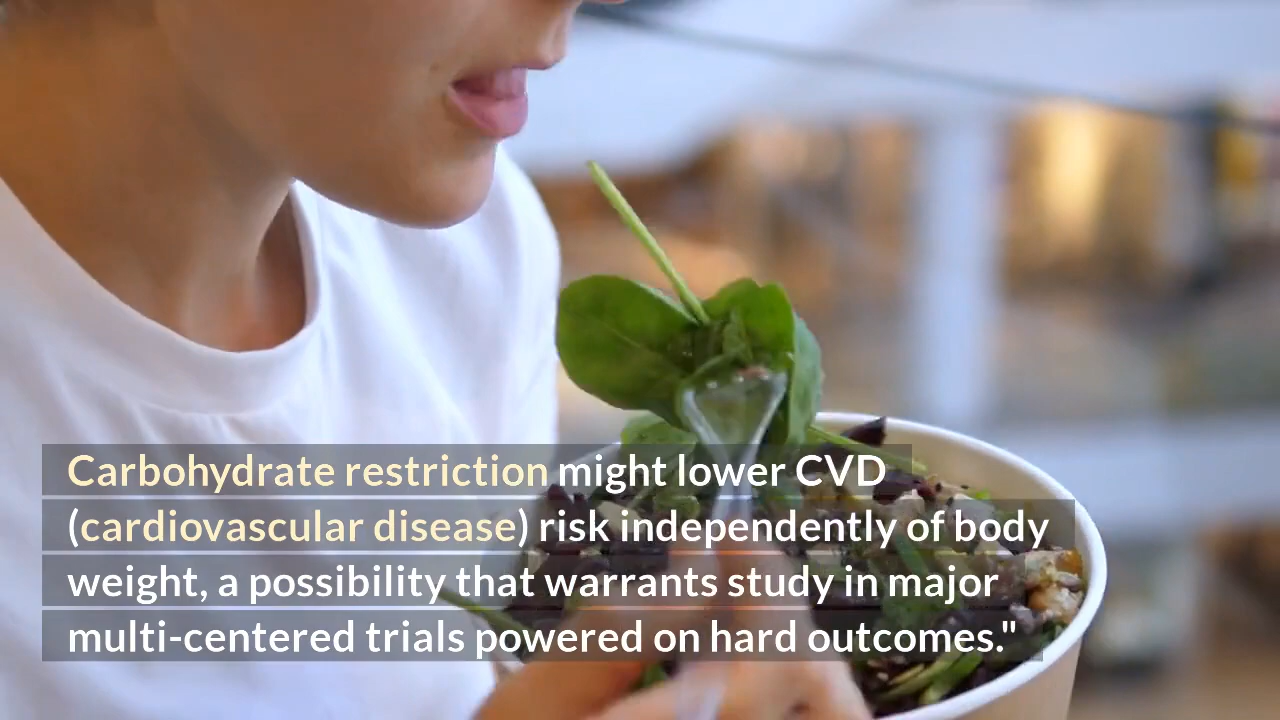 Carbohydrate restriction might lower CVD
(cardiovascular disease) risk independently of body
weight, a possibility that warrants study in major
multi-centered trials powered on hard outcomes."